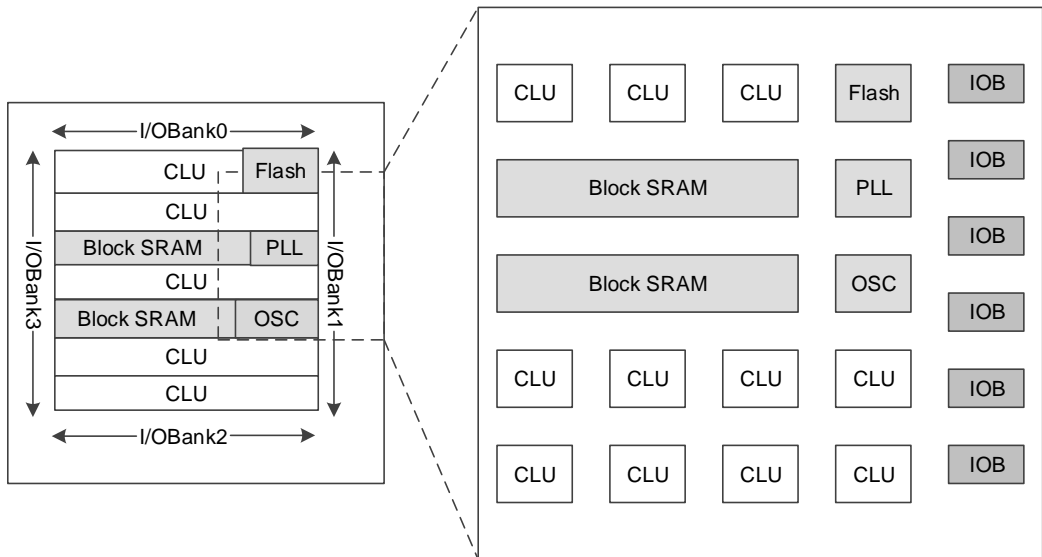 I/OBank0
CLU Flash
CLU
Block SRAM PLL
CLU
Block SRAM OSC
CLU
CLU
I/OBank3
I/OBank1
I/OBank2
CLU CLU CLU Flash IOB
IOB
Block SRAM PLL
IOB
Block SRAM OSC
IOB
CLU CLU CLU CLU IOB
CLU CLU CLU CLU IOB